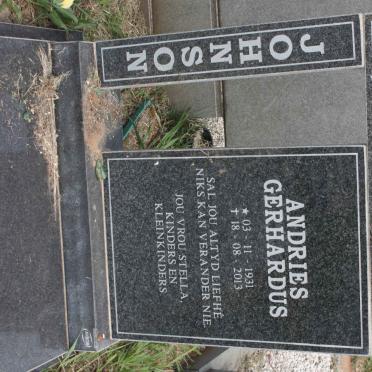 JOHNSON
ANDRIES
GERHARDUS
★ 03 · 11 · 1931
✝ 18 · 08 · 2013
SAL JOU ALTYD LIEFHÊ
NIKS KAN VERANDER NIE
JOU VROU STELLA,
KINDERS EN
KLEINKINDERS